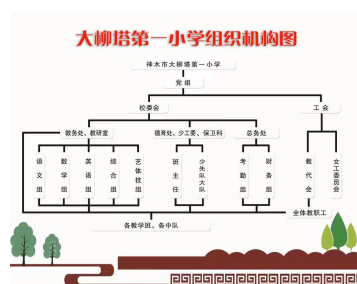 大柳塔第一小学组织机构图
神木市大柳塔第一小学
党组
校委会
工会
教务处、教研室
德育处、少工委、保卫科
总务处
语文组
数学组
英语组
综合组
艺体技组
班主任
少先队大队
考勤组
财务组
教代会
女工委员会
全体教职工
各教学班、各中队